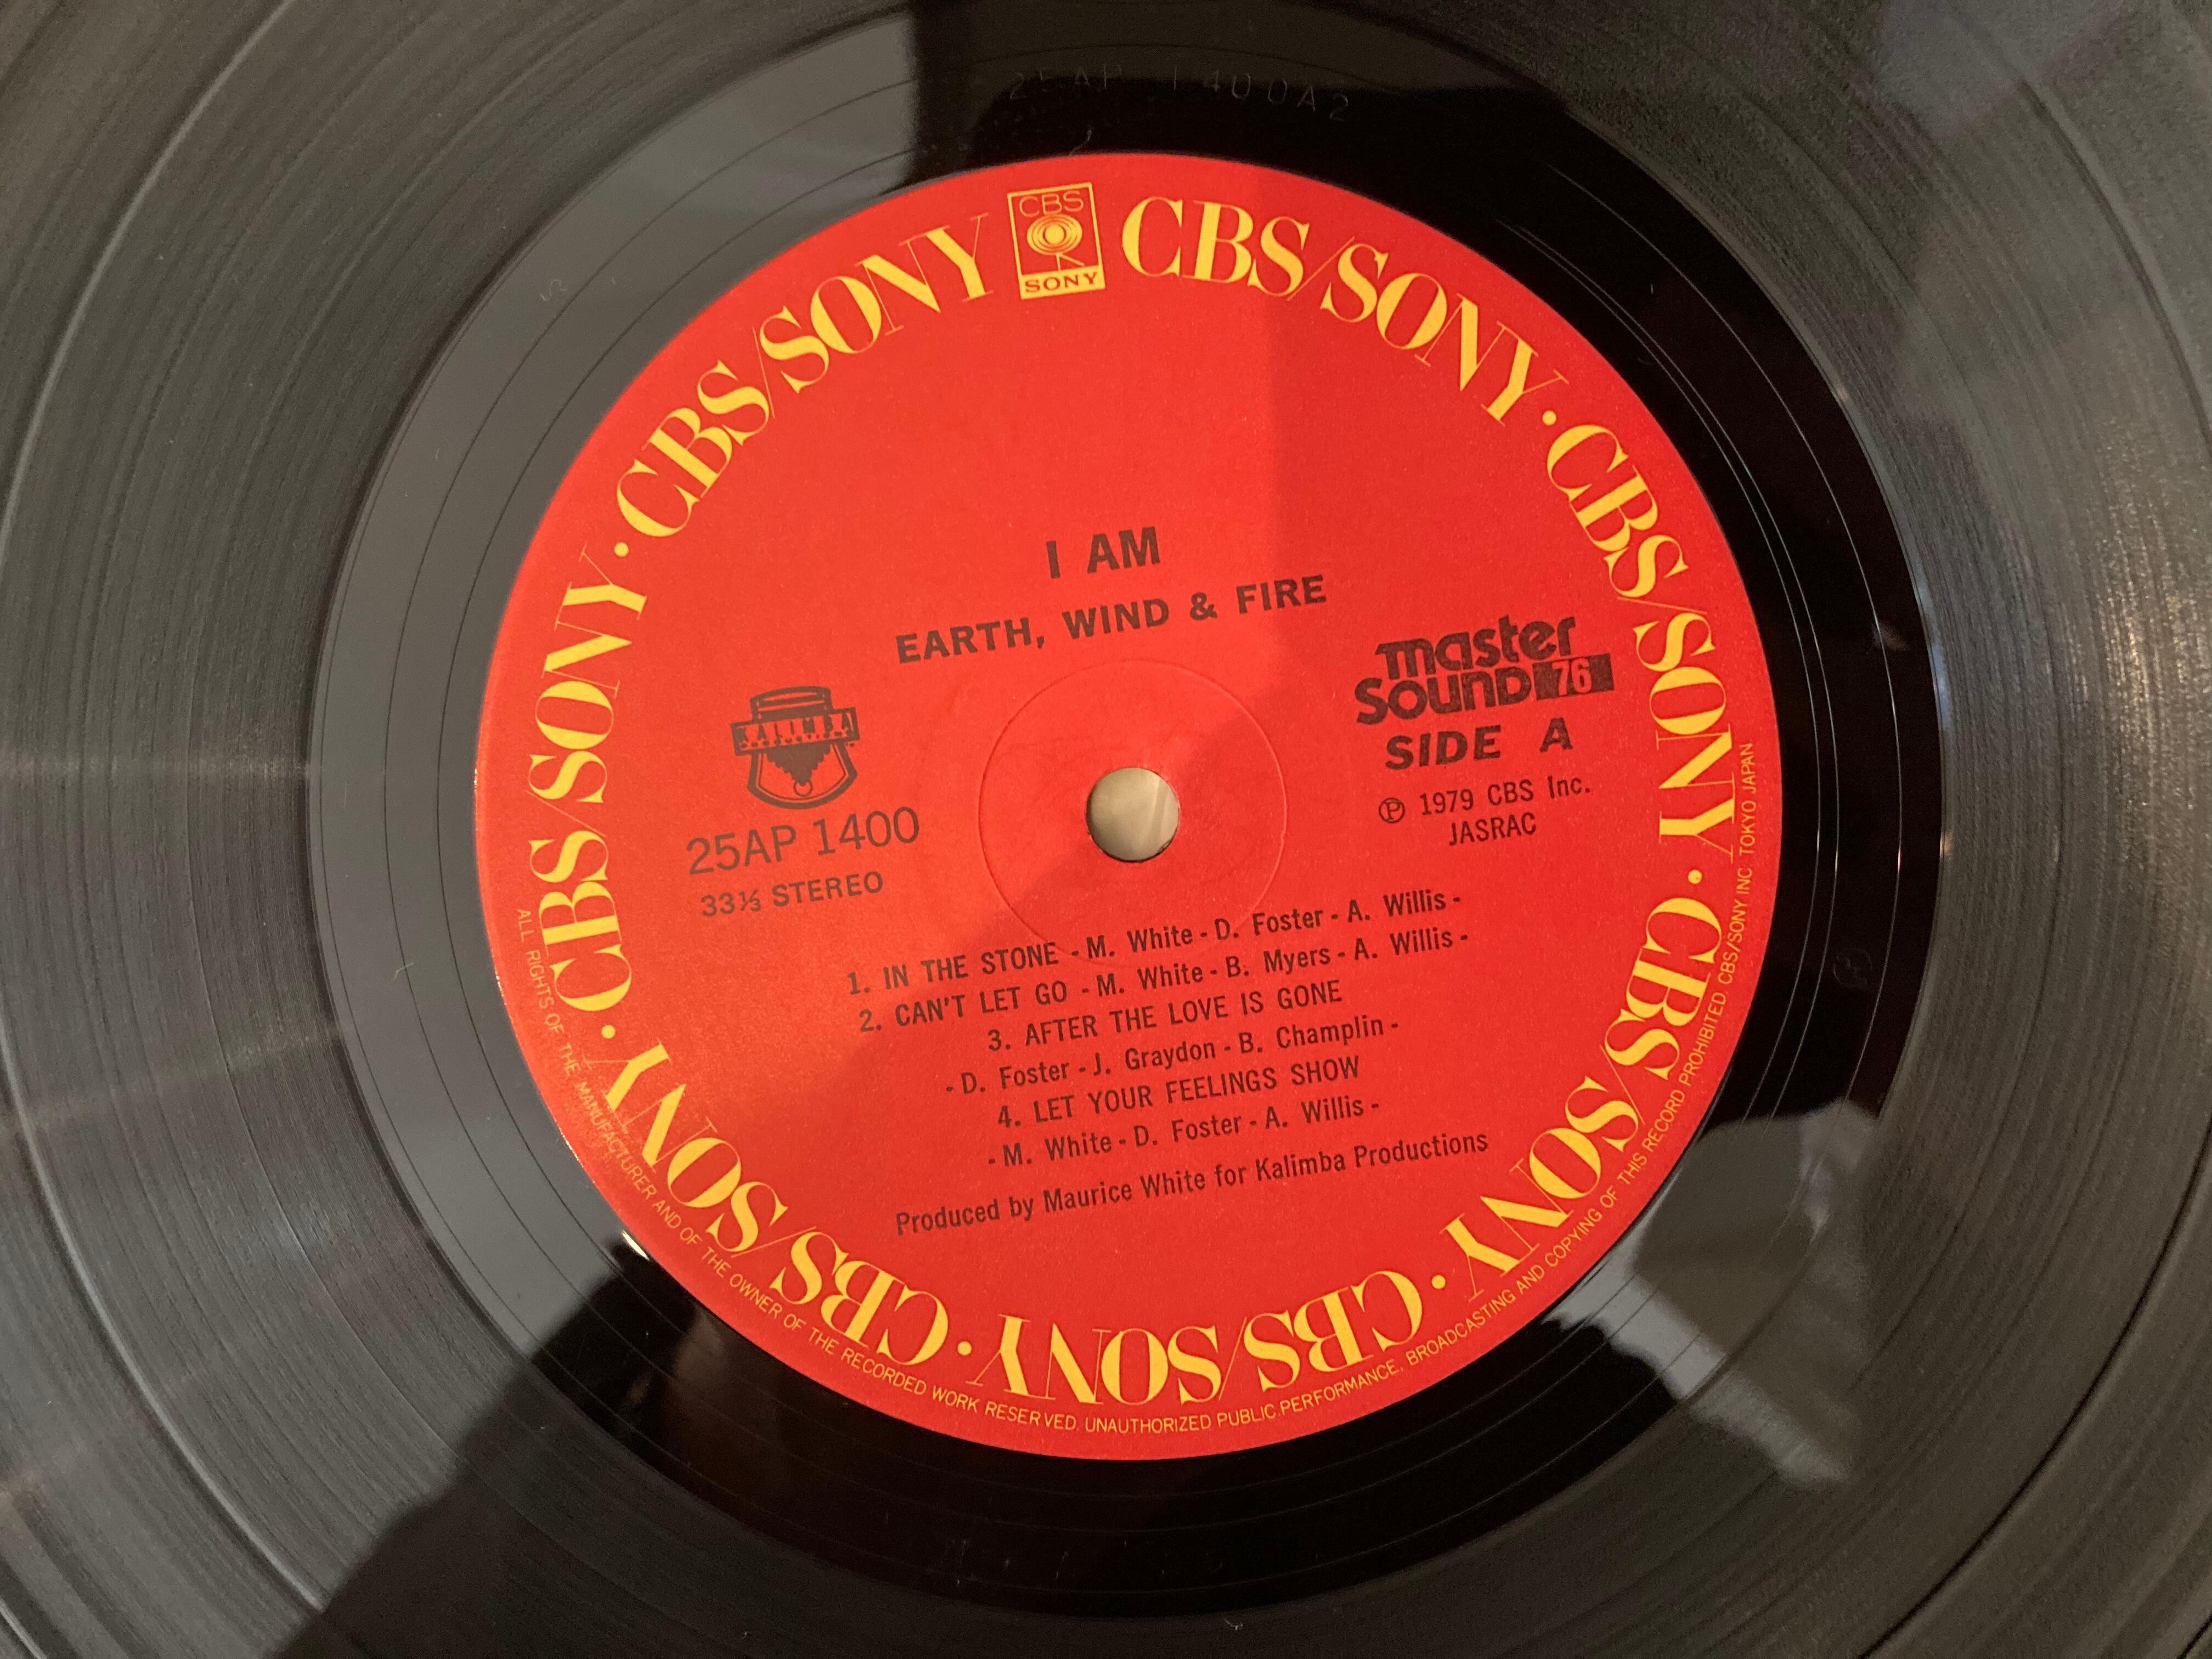 25AP 1400A2
CBS
SONY
CBS/SONY · CBS/SONY · CBS/SONY · CBS/SONY · CBS/SONY · CBS/SONY · CBS/SONY · CBS/SONY
I AM
EARTH, WIND & FIRE
KALIMBA
master
sound 76
SIDE A
℗ 1979 CBS Inc.
JASRAC
25AP 1400
33⅓ STEREO
1. IN THE STONE - M. White - D. Foster - A. Willis -
2. CAN'T LET GO - M. White - B. Myers - A. Willis -
3. AFTER THE LOVE IS GONE
- D. Foster - J. Graydon - B. Champlin -
4. LET YOUR FEELINGS SHOW
- M. White - D. Foster - A. Willis -
Produced by Maurice White for Kalimba Productions
ALL RIGHTS OF THE MANUFACTURER AND OF THE OWNER OF THE RECORDED WORK RESERVED. UNAUTHORIZED PUBLIC PERFORMANCE, BROADCASTING AND COPYING OF THIS RECORD PROHIBITED. CBS/SONY INC. TOKYO JAPAN